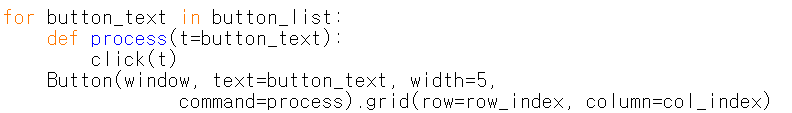 for button_text in button_list:
    def process(t=button_text):
        click(t)
    Button(window, text=button_text, width=5,
                command=process).grid(row=row_index, column=col_index)